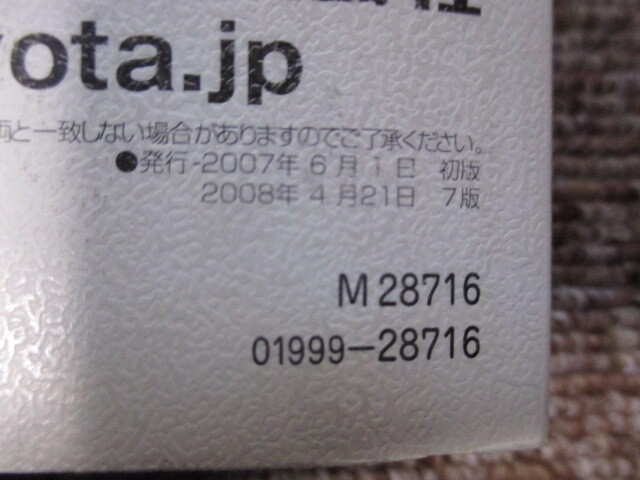 ota.jp
と一致しない場合がありますのでご了承ください。
●発行-2007年 6月 1日 初版
2008年 4月21日 7版
M 28716
01999-28716